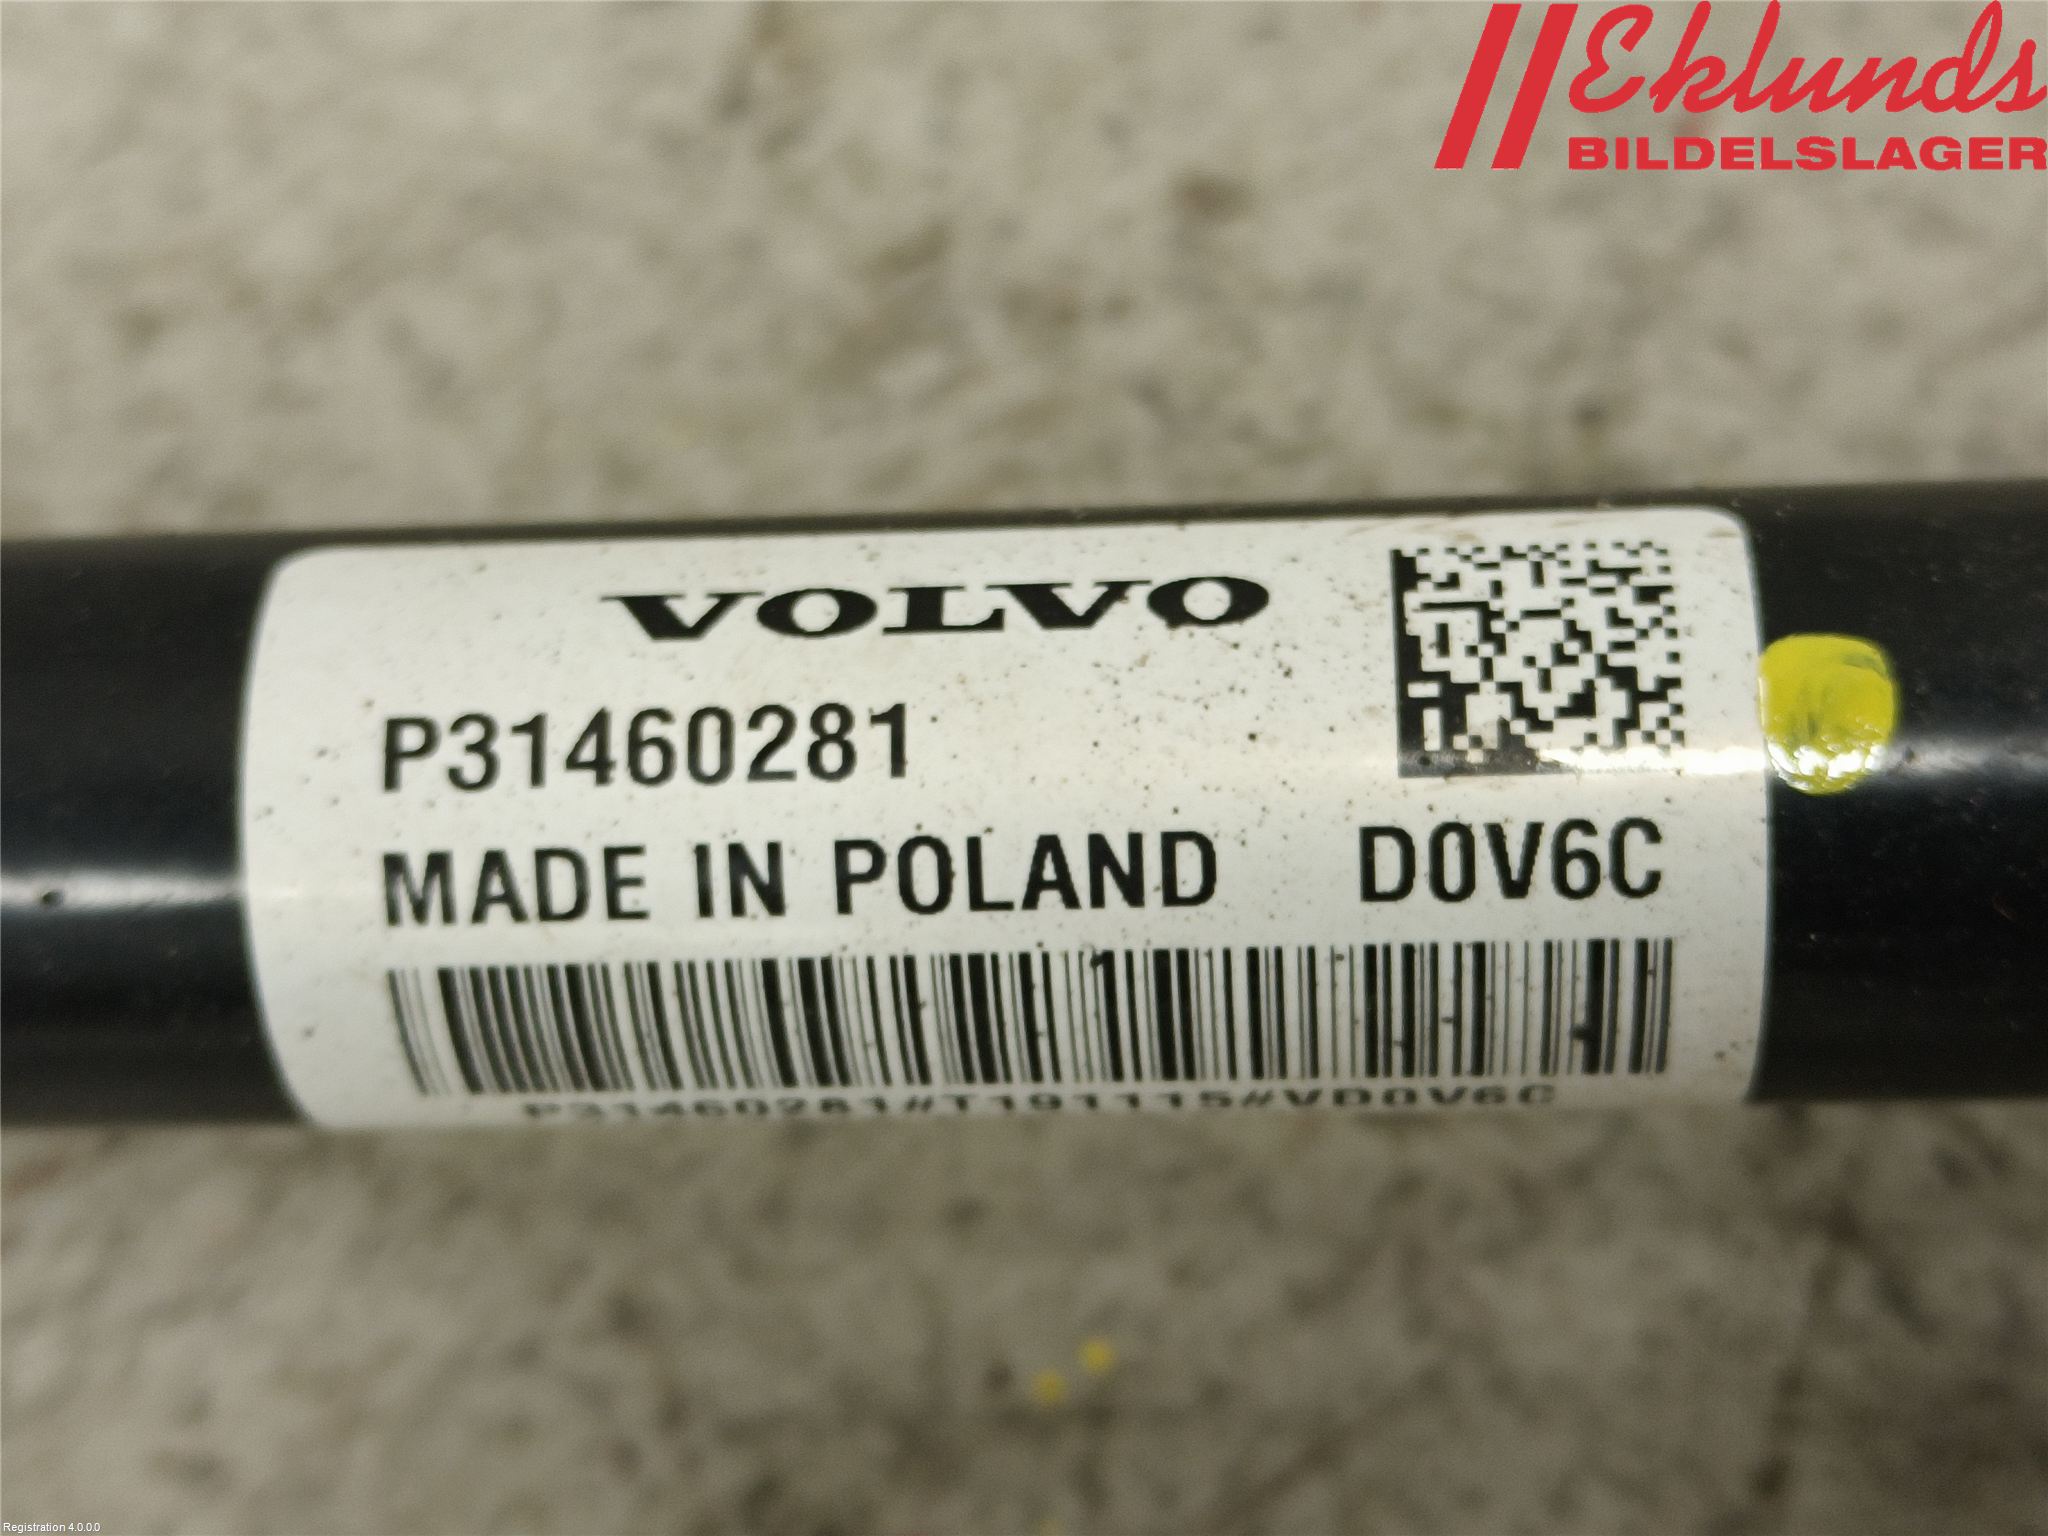 Eklunds
BILDELSLAGER
VOLVO
P31460281
MADE IN POLAND D0V6C
P31460281#T191115#VD0V6C
Registration 4.0.0.0